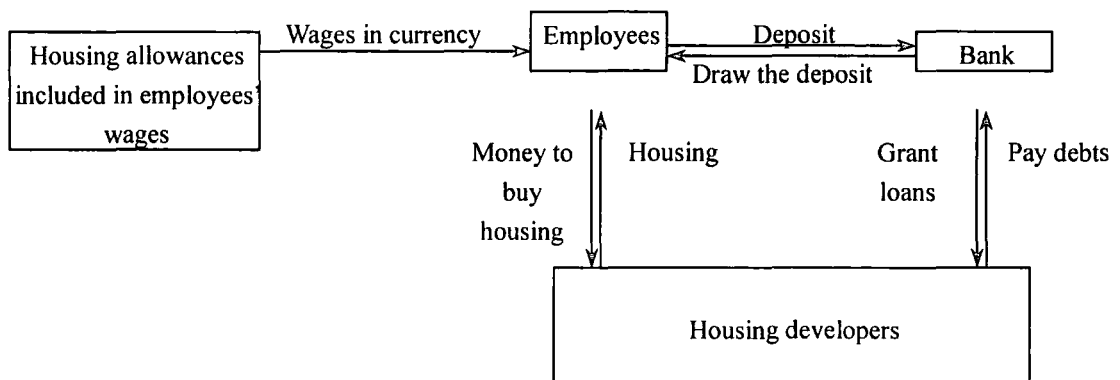 Housing allowances
included in employees'
wages
Wages in currency
Employees
Deposit
Draw the deposit
Bank
Money to
buy
housing
Housing
Grant
loans
Pay debts
Housing developers